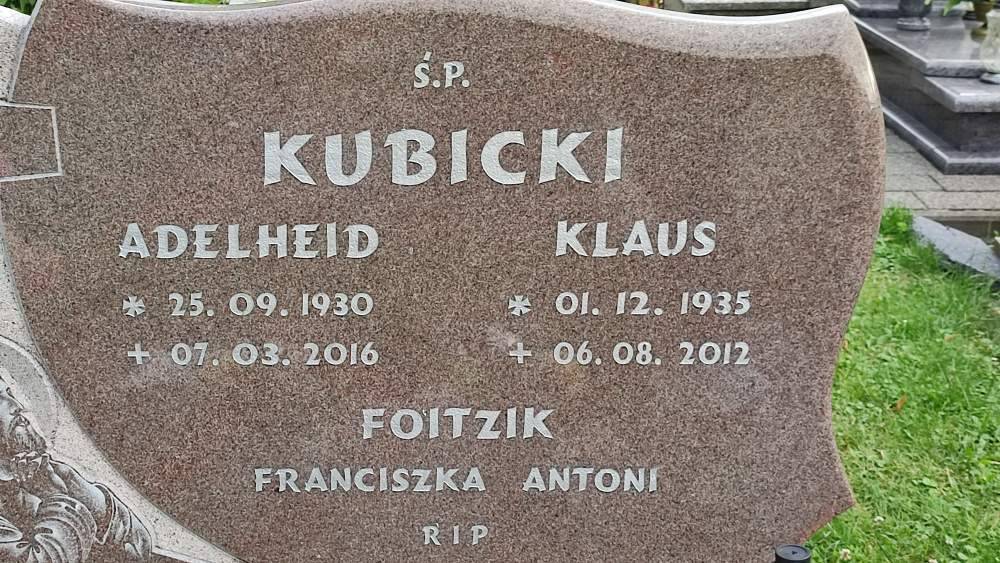 Ś.P.
KUBICKI
ADELHEID KLAUS
* 25. 09. 1930 * 01. 12. 1935
+ 07. 03. 2016 + 06. 08. 2012
FOITZIK
FRANCISZKA ANTONI
RIP